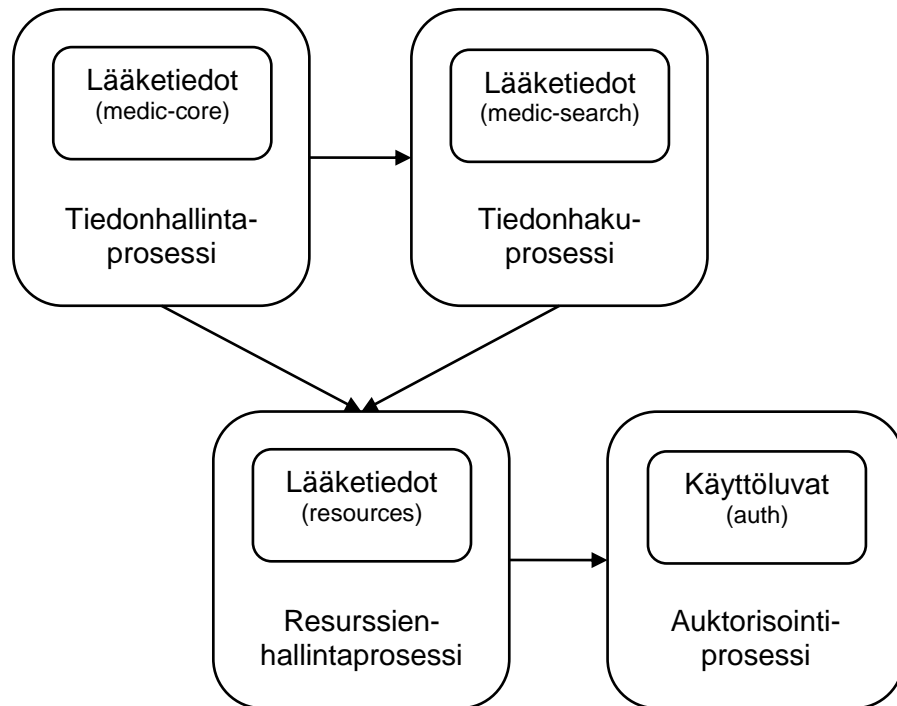 Lääketiedot
(medic-core)
Tiedonhallinta-
prosessi
Lääketiedot
(medic-search)
Tiedonhaku-
prosessi
Lääketiedot
(resources)
Resurssien-
hallintaprosessi
Käyttöluvat
(auth)
Auktorisointi-
prosessi